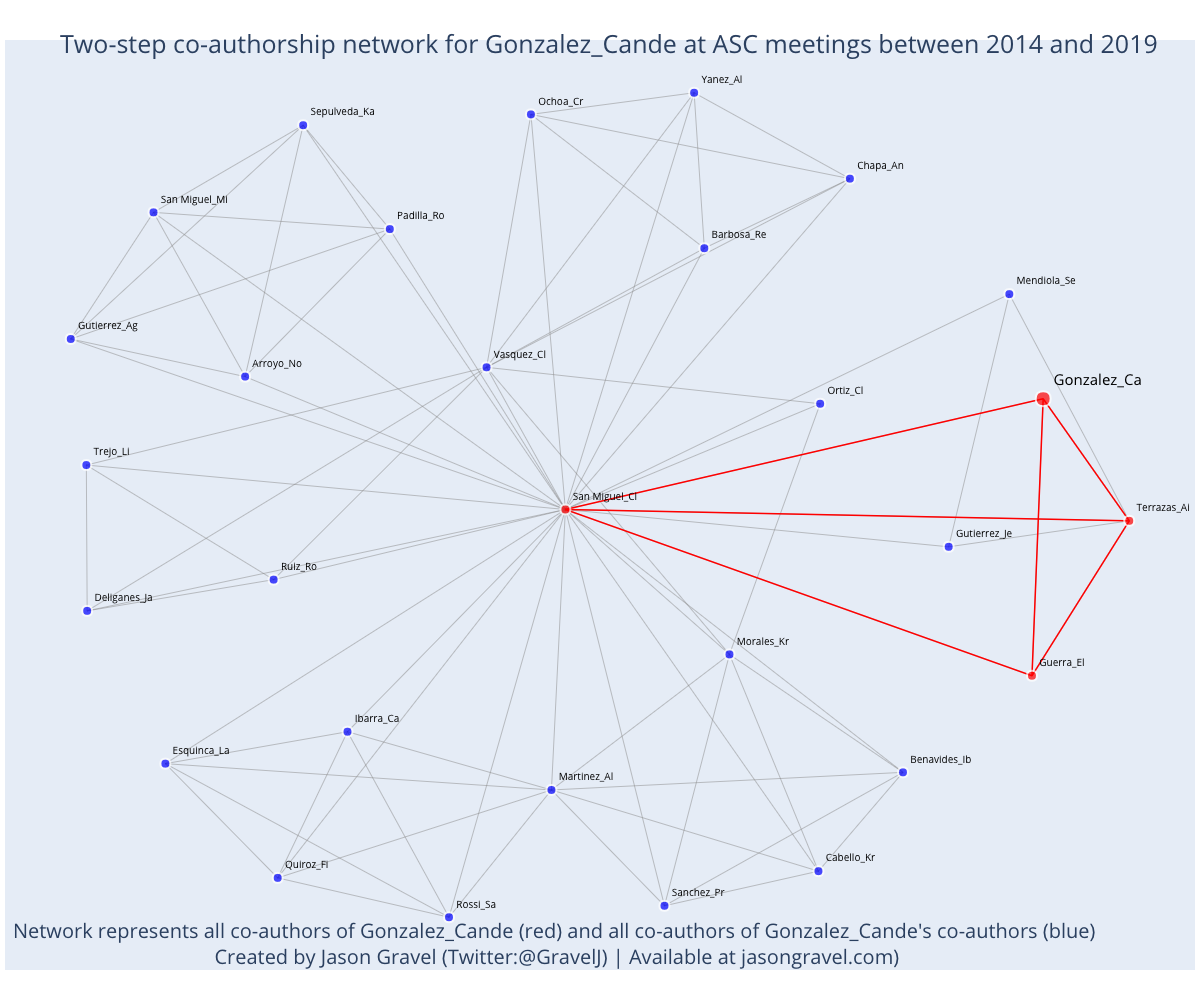 Two-step co-authorship network for Gonzalez_Cande at ASC meetings between 2014 and 2019
Yanez_Al
Ochoa_Cr
Sepulveda_Ka
Chapa_An
San Miguel_Mi
Padilla_Ro
Barbosa_Re
Mendiola_Se
Gutierrez_Ag
Vasquez_Cl
Arroyo_No
Gonzalez_Ca
Ortiz_Cl
Trejo_Li
San Miguel_Cl
Terrazas_Al
Gutierrez_Je
Ruiz_Ro
Deliganes_Ja
Morales_Kr
Guerra_El
Ibarra_Ca
Esquinca_La
Benavides_Ib
Martinez_Al
Cabello_Kr
Quiroz_Fi
Sanchez_Pr
Rossi_Sa
Network represents all co-authors of Gonzalez_Cande (red) and all co-authors of Gonzalez_Cande's co-authors (blue)
Created by Jason Gravel (Twitter:@GravelJ) | Available at jasongravel.com)